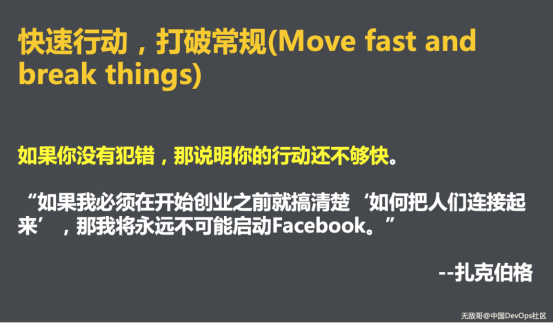 快速行动，打破常规(Move fast and
break things)
如果你没有犯错，那说明你的行动还不够快。
“如果我必须在开始创业之前就搞清楚‘如何把人们连接起
来’，那我将永远不可能启动Facebook。”
--扎克伯格
无敌哥@中国DevOps社区